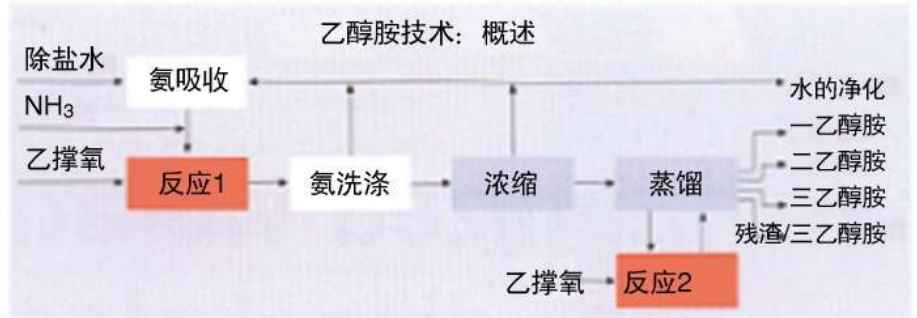 乙醇胺技术：概述
除盐水
氨吸收
水的净化
NH₃
一乙醇胺
乙撑氧
反应1
氨洗涤
浓缩
蒸馏
二乙醇胺
三乙醇胺
残渣/三乙醇胺
乙撑氧
反应2